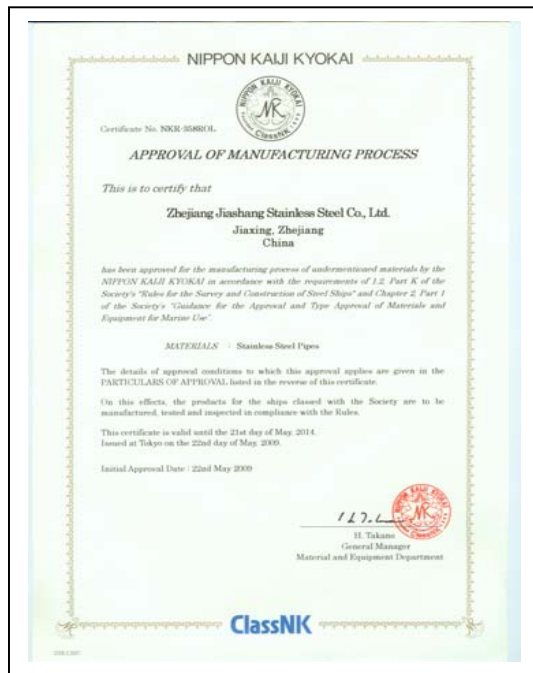 NIPPON KAIJI KYOKAI
NIPPON KAIJI KYOKAI
NK
ClassNK
Certificate No. NKR-358ROL
APPROVAL OF MANUFACTURING PROCESS
This is to certify that
Zhejiang Jiashang Stainless Steel Co., Ltd.
Jiaxing, Zhejiang
China
has been approved for the manufacturing process of undermentioned materials by the
NIPPON KAIJI KYOKAI in accordance with the requirements of 1.2, Part K of the
Society's "Rules for the Survey and Construction of Steel Ships" and Chapter 2, Part 1
of the Society's "Guidance for the Approval and Type Approval of Materials and
Equipment for Marine Use".
MATERIALS : Stainless Steel Pipes
The details of approval conditions to which this approval applies are given in the
PARTICULARS OF APPROVAL listed in the reverse of this certificate.
On this effects, the products for the ships classed with the Society are to be
manufactured, tested and inspected in compliance with the Rules.
This certificate is valid until the 21st day of May, 2014.
Issued at Tokyo on the 22nd day of May, 2009.
Initial Approval Date : 22nd May 2009
H. Takano
General Manager
Material and Equipment Department
ClassNK